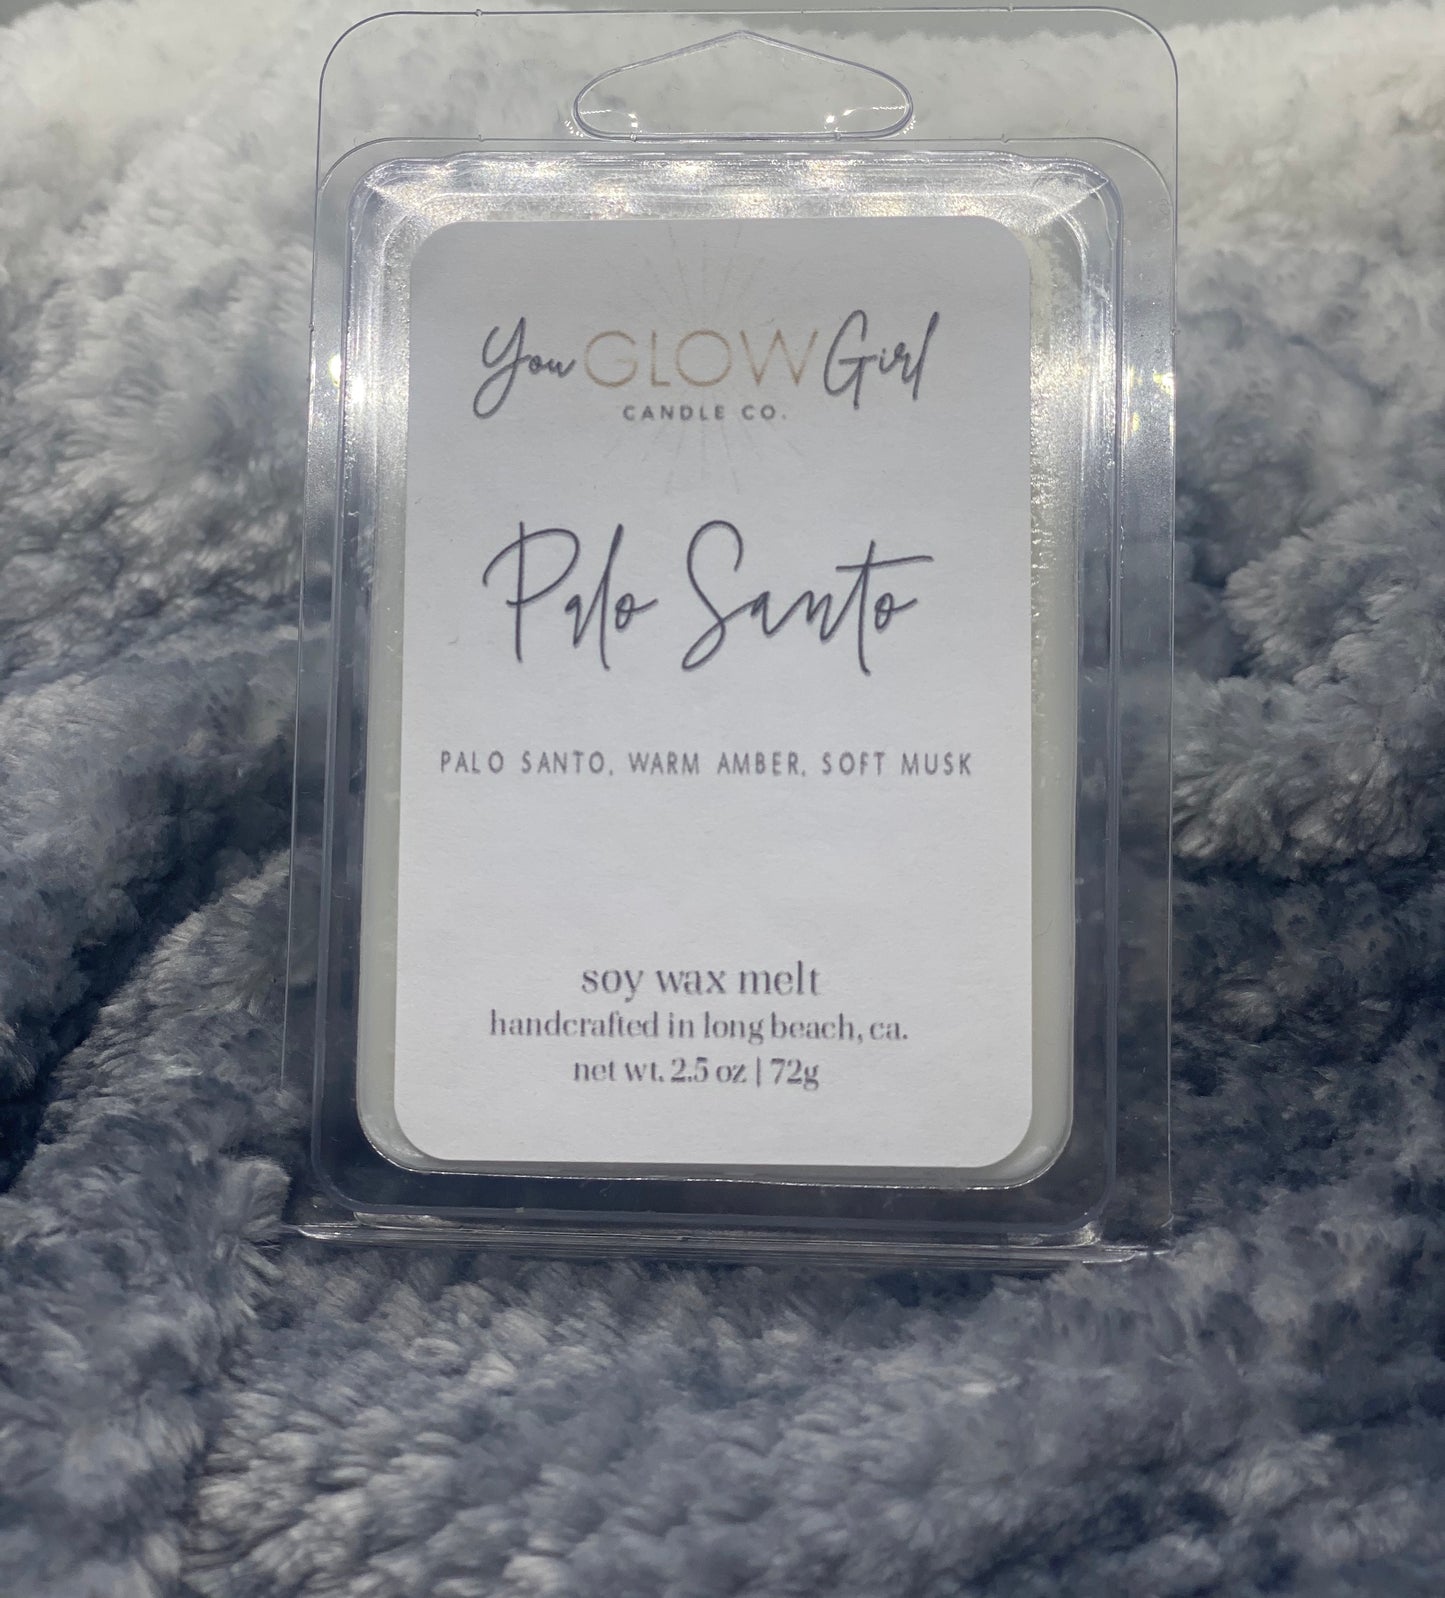 You GLOW Girl
CANDLE CO.
Palo Santo
PALO SANTO, WARM AMBER, SOFT MUSK
soy wax melt
handcrafted in long beach, ca.
net wt. 2.5 oz | 72g